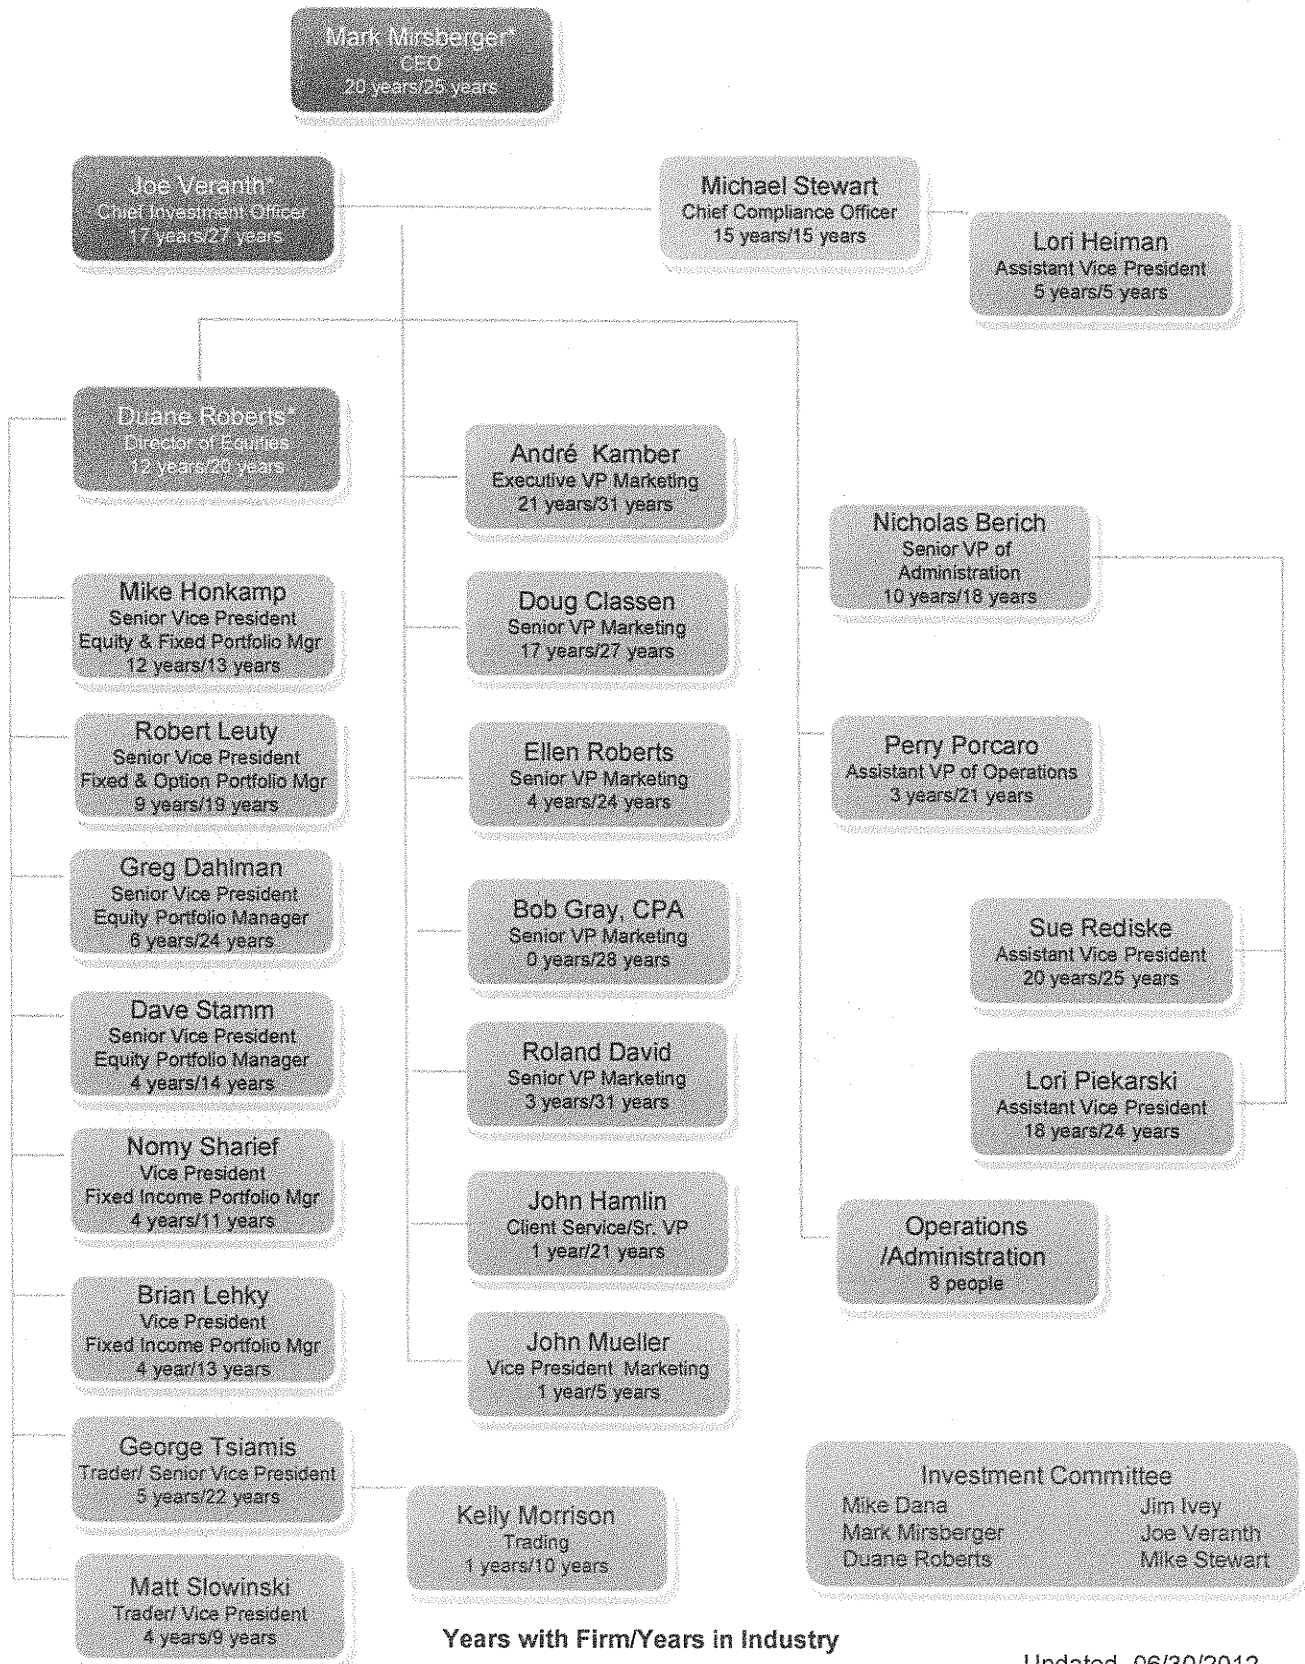 Mark Mirsberger*
CEO
20 years/25 years
Joe Veranth*
Chief Investment Officer
17 years/27 years
Michael Stewart
Chief Compliance Officer
15 years/15 years
Lori Heiman
Assistant Vice President
5 years/5 years
Duane Roberts*
Director of Equities
12 years/20 years
Mike Honkamp
Senior Vice President
Equity & Fixed Portfolio Mgr
12 years/13 years
Robert Leuty
Senior Vice President
Fixed & Option Portfolio Mgr
9 years/19 years
Greg Dahlman
Senior Vice President
Equity Portfolio Manager
6 years/24 years
Dave Stamm
Senior Vice President
Equity Portfolio Manager
4 years/14 years
Nomy Sharief
Vice President
Fixed Income Portfolio Mgr
4 years/11 years
Brian Lehky
Vice President
Fixed Income Portfolio Mgr
4 year/13 years
George Tsiamis
Trader/ Senior Vice President
5 years/22 years
Matt Slowinski
Trader/ Vice President
4 years/9 years
Kelly Morrison
Trading
1 years/10 years
André Kamber
Executive VP Marketing
21 years/31 years
Doug Classen
Senior VP Marketing
17 years/27 years
Ellen Roberts
Senior VP Marketing
4 years/24 years
Bob Gray, CPA
Senior VP Marketing
0 years/28 years
Roland David
Senior VP Marketing
3 years/31 years
John Hamlin
Client Service/Sr. VP
1 year/21 years
John Mueller
Vice President Marketing
1 year/5 years
Nicholas Berich
Senior VP of
Administration
10 years/18 years
Perry Porcaro
Assistant VP of Operations
3 years/21 years
Sue Rediske
Assistant Vice President
20 years/25 years
Lori Piekarski
Assistant Vice President
18 years/24 years
Operations
/Administration
8 people
Investment Committee
Mike Dana Jim Ivey
Mark Mirsberger Joe Veranth
Duane Roberts Mike Stewart
Years with Firm/Years in Industry
Updated 06/30/2012